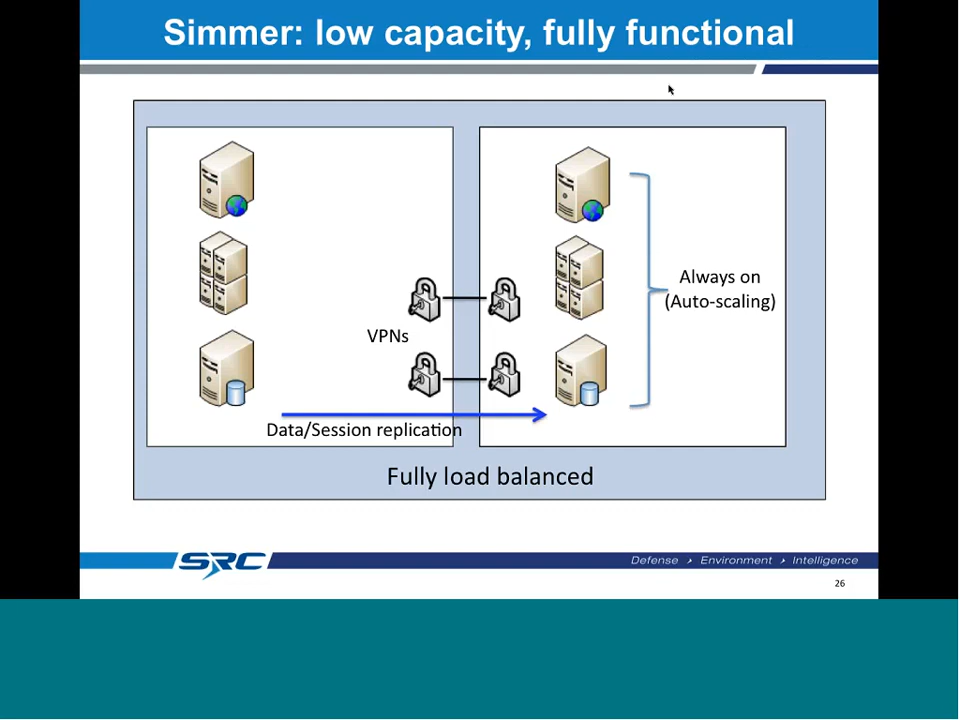 Simmer: low capacity, fully functional
Always on
(Auto-scaling)
VPNs
Data/Session replication
Fully load balanced
SRC
Defense Environment Intelligence
26